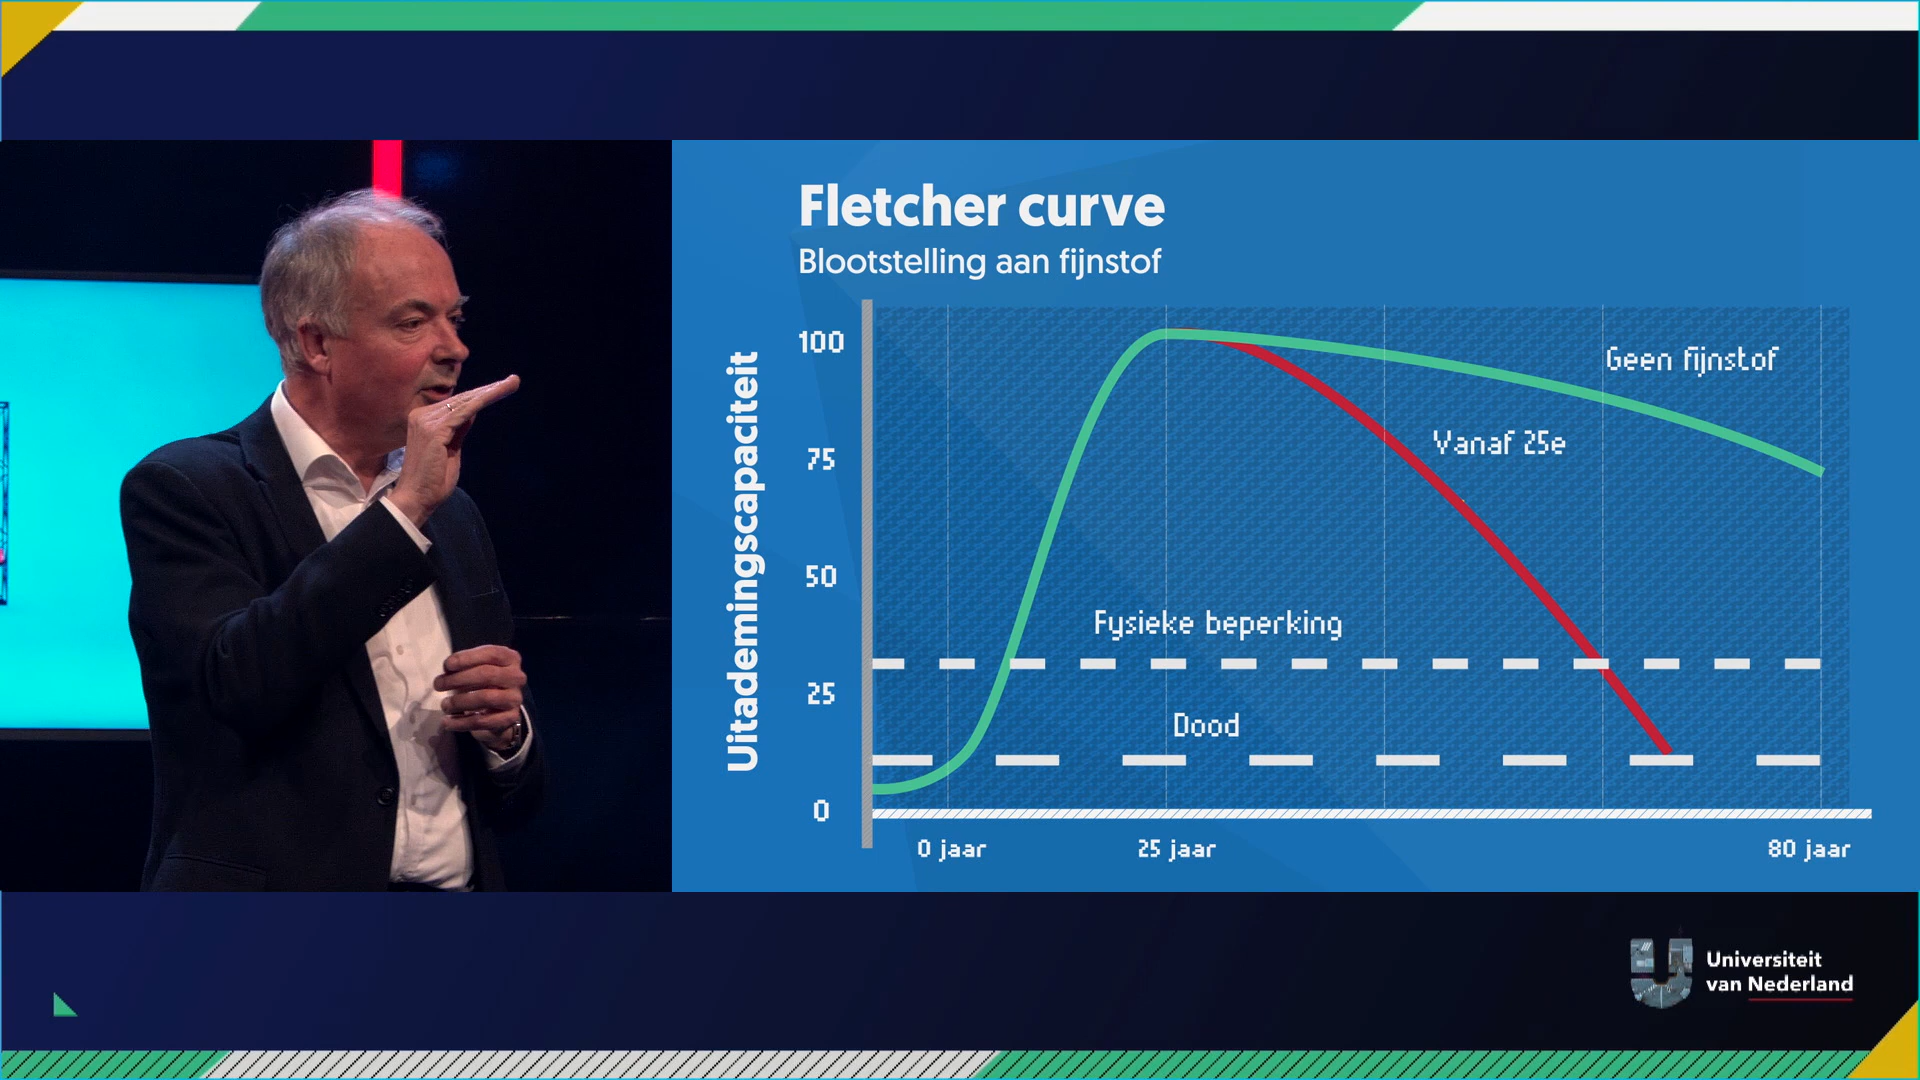 Fletcher curve
Blootstelling aan fijnstof
Uitademingscapaciteit
100
75
50
25
0
Geen fijnstof
Vanaf 25e
Fysieke beperking
Dood
0 jaar
25 jaar
80 jaar
Universiteit
van Nederland